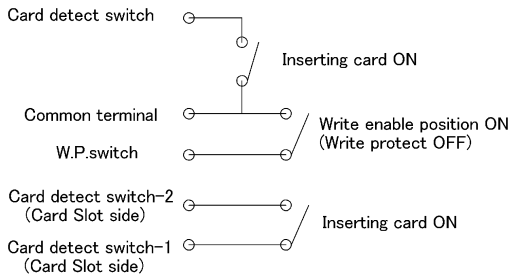 Card detect switch
Inserting card ON
Common terminal
Write enable position ON
(Write protect OFF)
W.P.switch
Card detect switch-2
(Card Slot side)
Inserting card ON
Card detect switch-1
(Card Slot side)